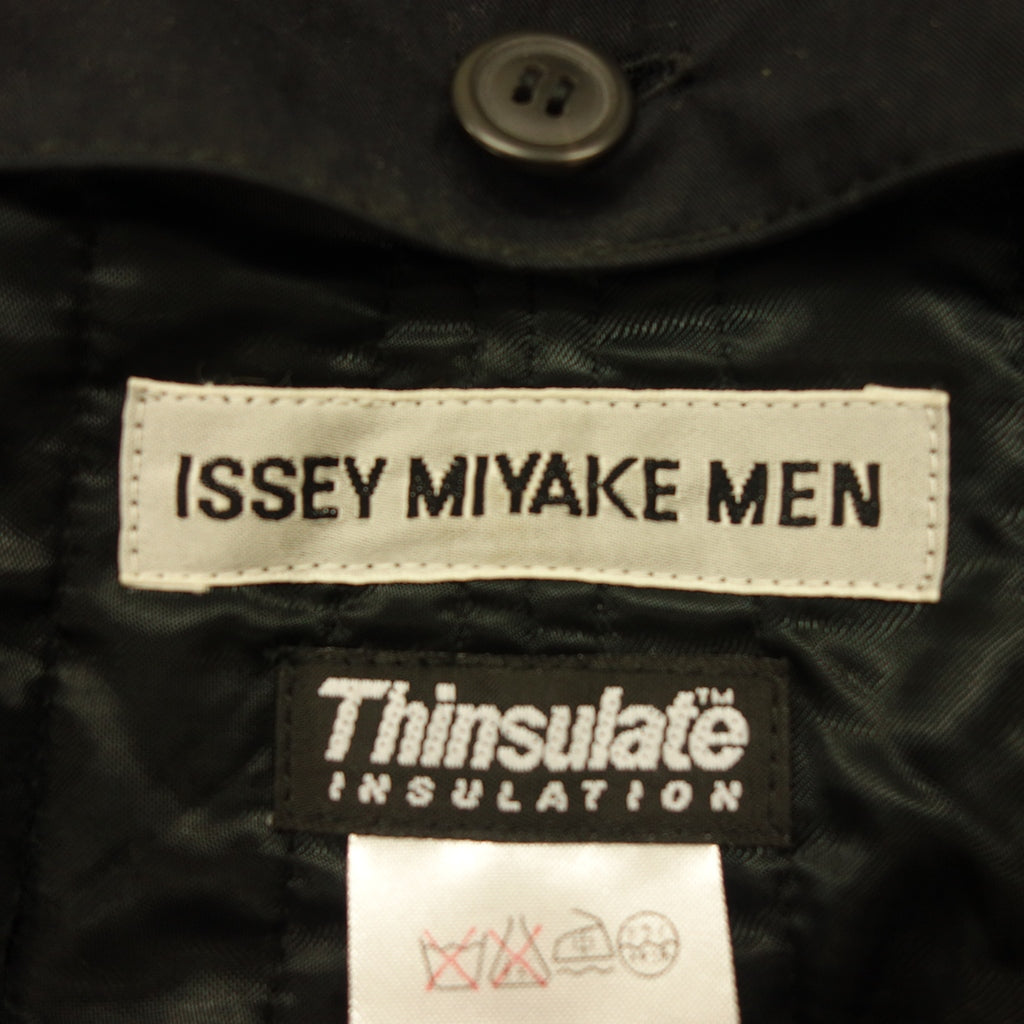 ISSEY MIYAKE MEN
Thinsulate™
INSULATION